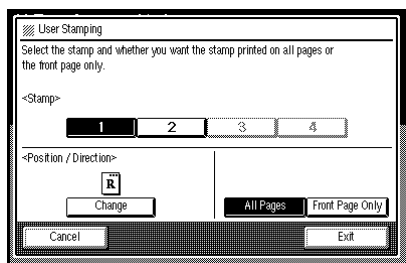 User Stamping
Select the stamp and whether you want the stamp printed on all pages or
the front page only.
<Stamp>
1 2 3 4
<Position / Direction>
R
Change All Pages Front Page Only
Cancel Exit